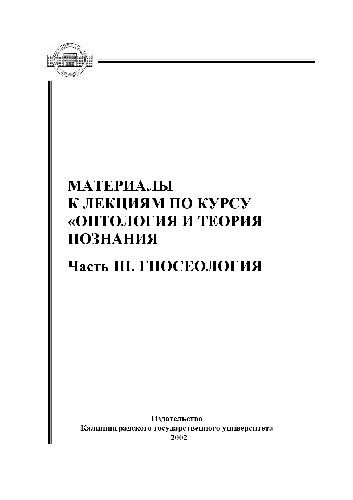 МАТЕРИАЛЫ
К ЛЕКЦИЯМ ПО КУРСУ
«ОНТОЛОГИЯ И ТЕОРИЯ
ПОЗНАНИЯ
Часть III. ГНОСЕОЛОГИЯ
Издательство
Калининградского государственного университета
2002